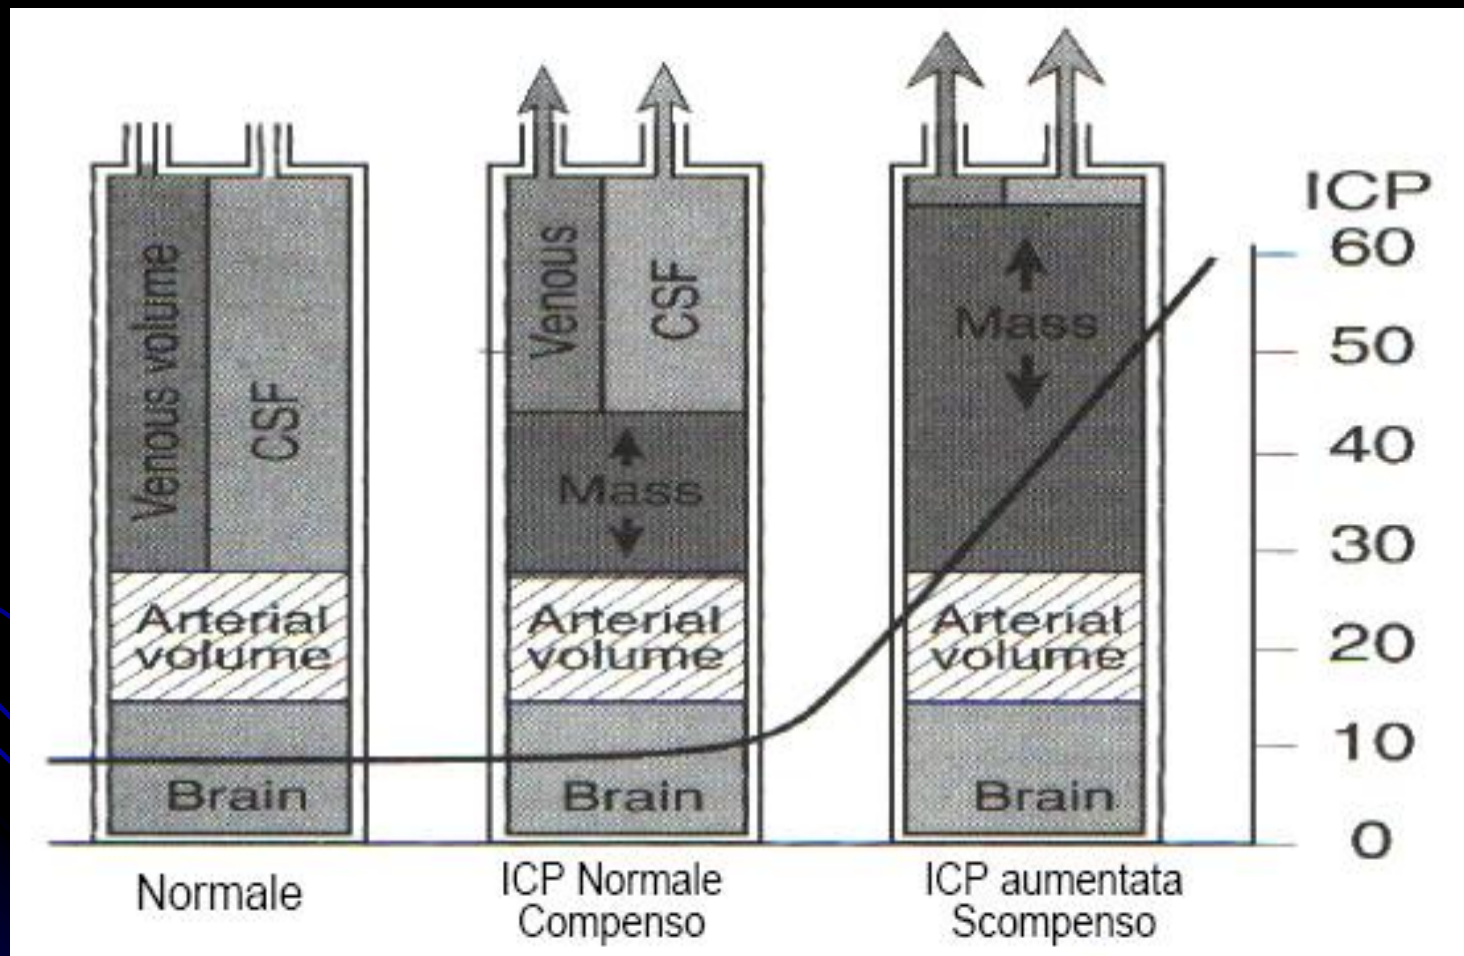 Venous volume
CSF
Arterial
volume
Brain
Normale
Venous
CSF
Mass
Arterial
volume
Brain
ICP Normale
Compenso
Mass
Arterial
volume
Brain
ICP aumentata
Scompenso
ICP
60
50
40
30
20
10
0